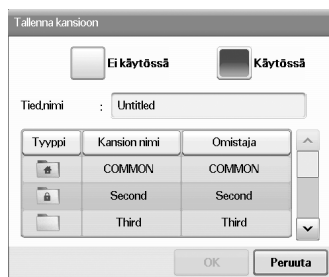 Tallenna kansioon
Ei käytössä Käytössä
Tied,nimi : Untitled
Tyyppi Kansion nimi Omistaja
COMMON COMMON
Second Second
Third Third
OK Peruuta